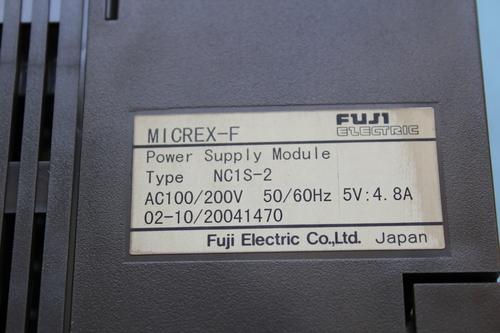 MICREX-F
FUJI
ELECTRIC
Power Supply Module
Type NC1S-2
AC100/200V 50/60Hz 5V:4.8A
02-10/20041470
Fuji Electric Co.,Ltd. Japan